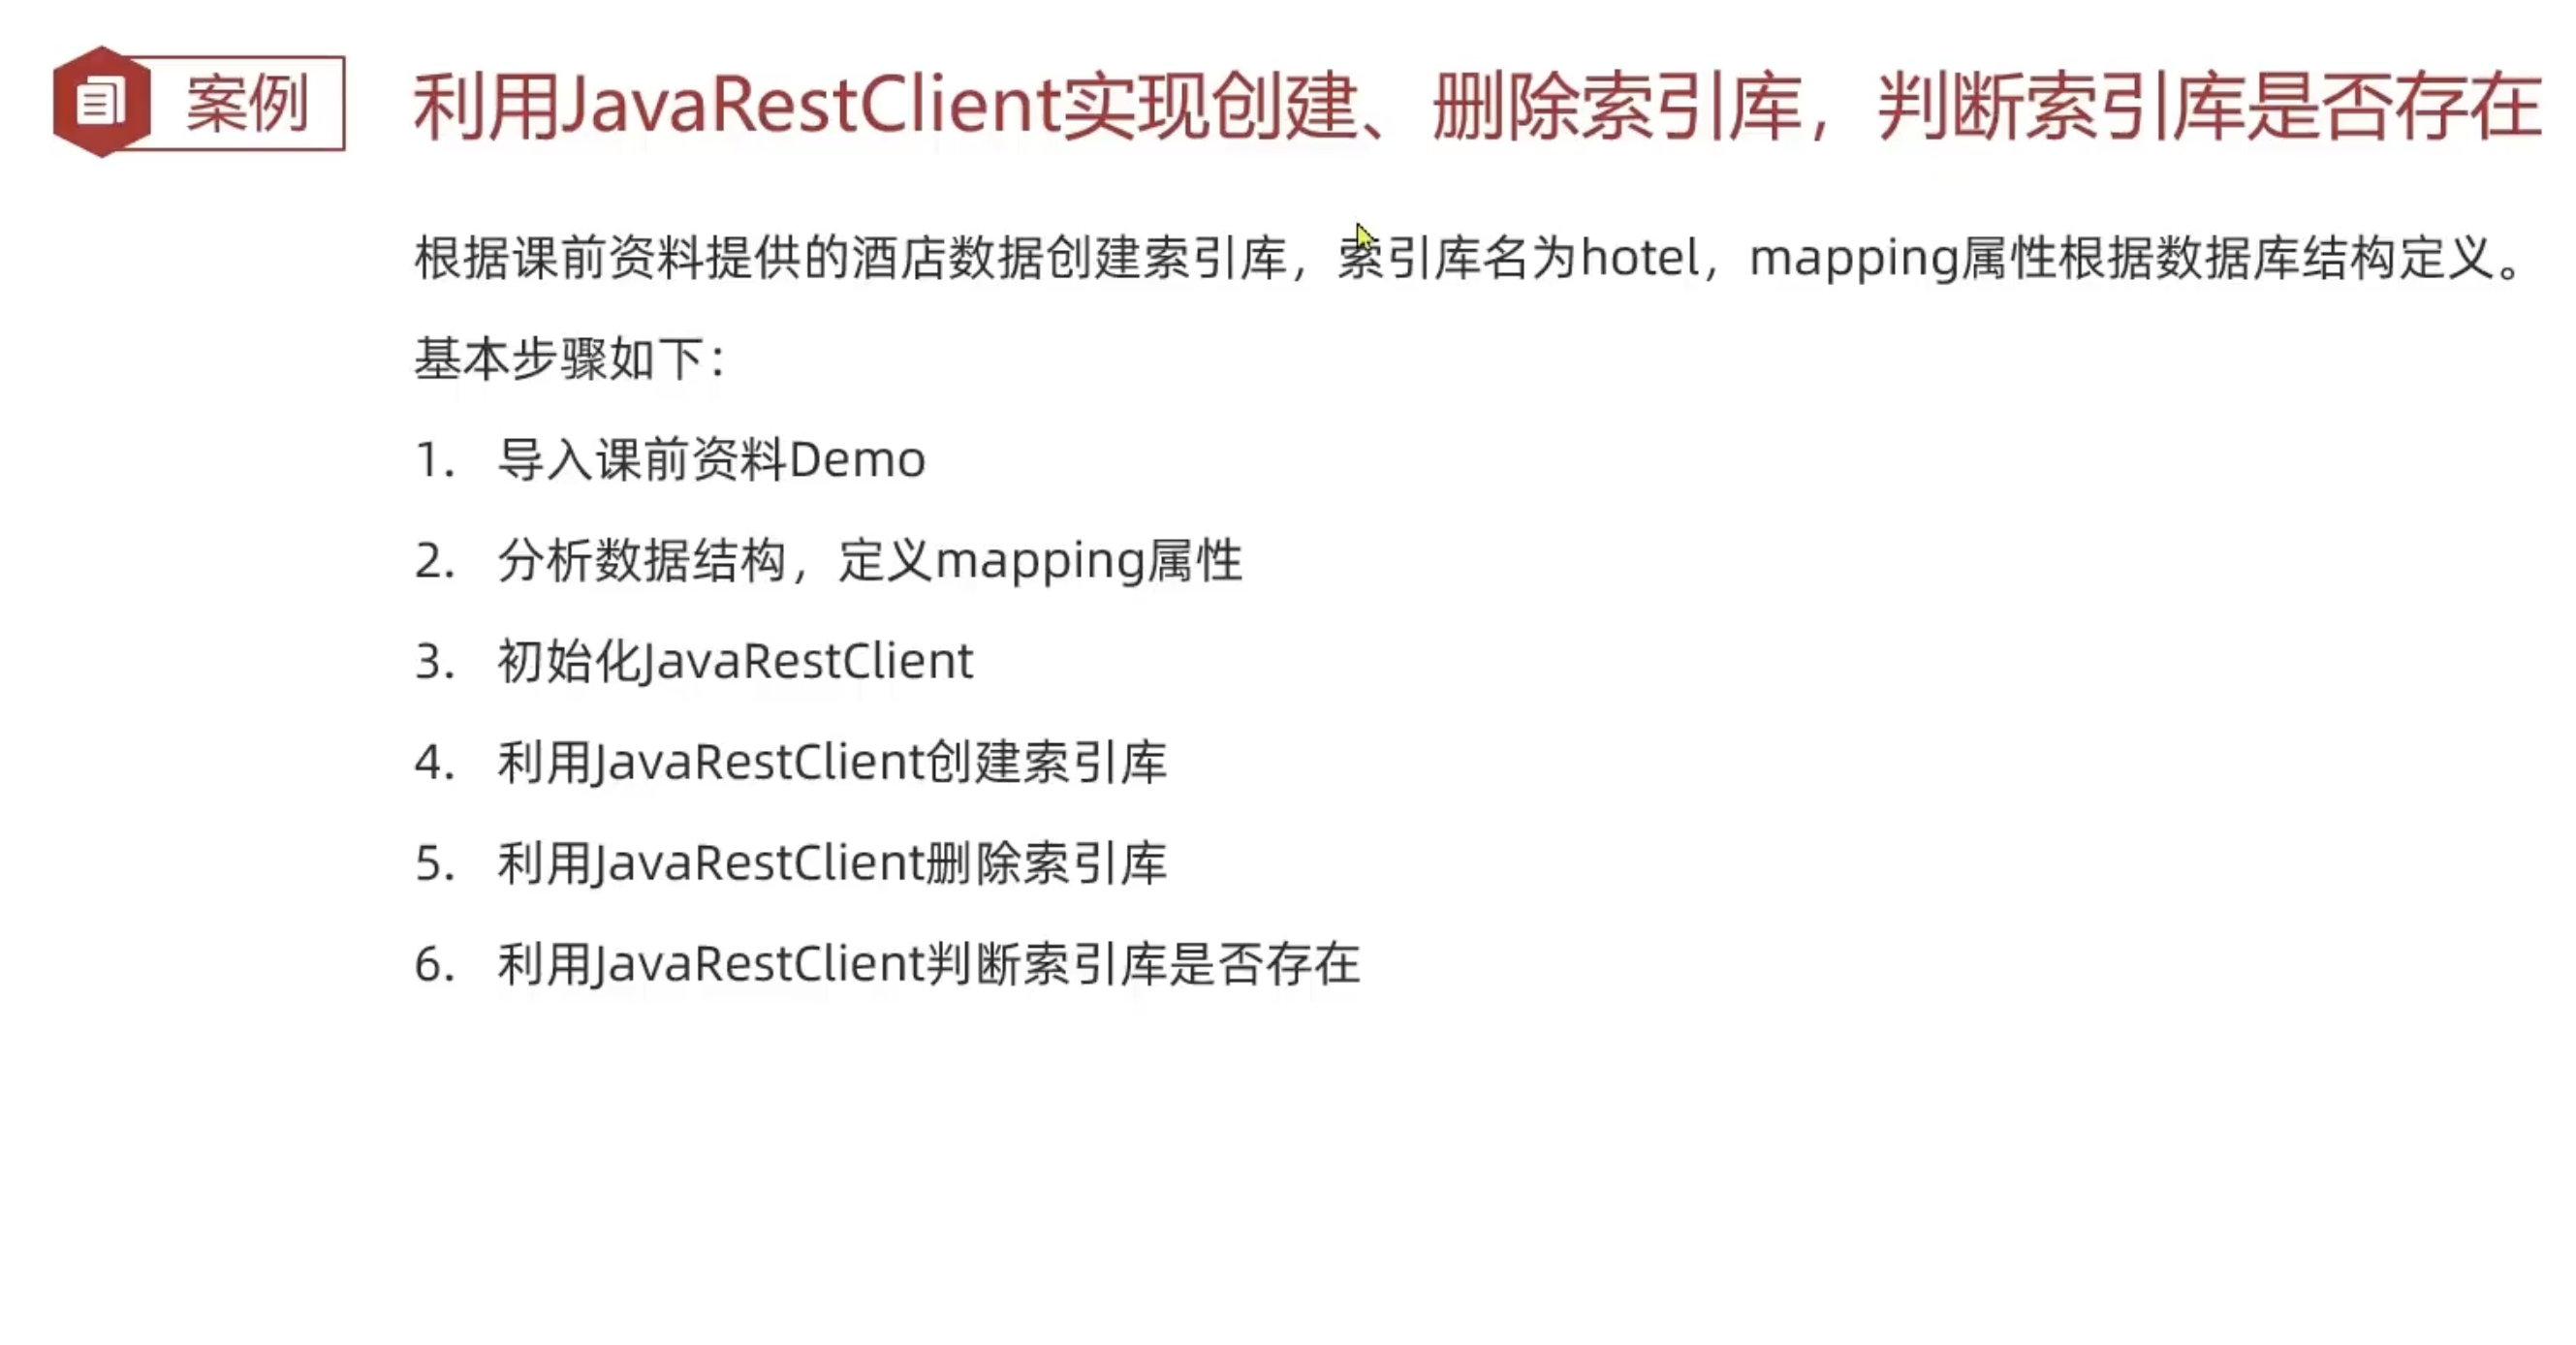 案例
利用JavaRestClient实现创建、删除索引库，判断索引库是否存在
根据课前资料提供的酒店数据创建索引库，索引库名为hotel，mapping属性根据数据库结构定义。
基本步骤如下：
1. 导入课前资料Demo
2. 分析数据结构，定义mapping属性
3. 初始化JavaRestClient
4. 利用JavaRestClient创建索引库
5. 利用JavaRestClient删除索引库
6. 利用JavaRestClient判断索引库是否存在